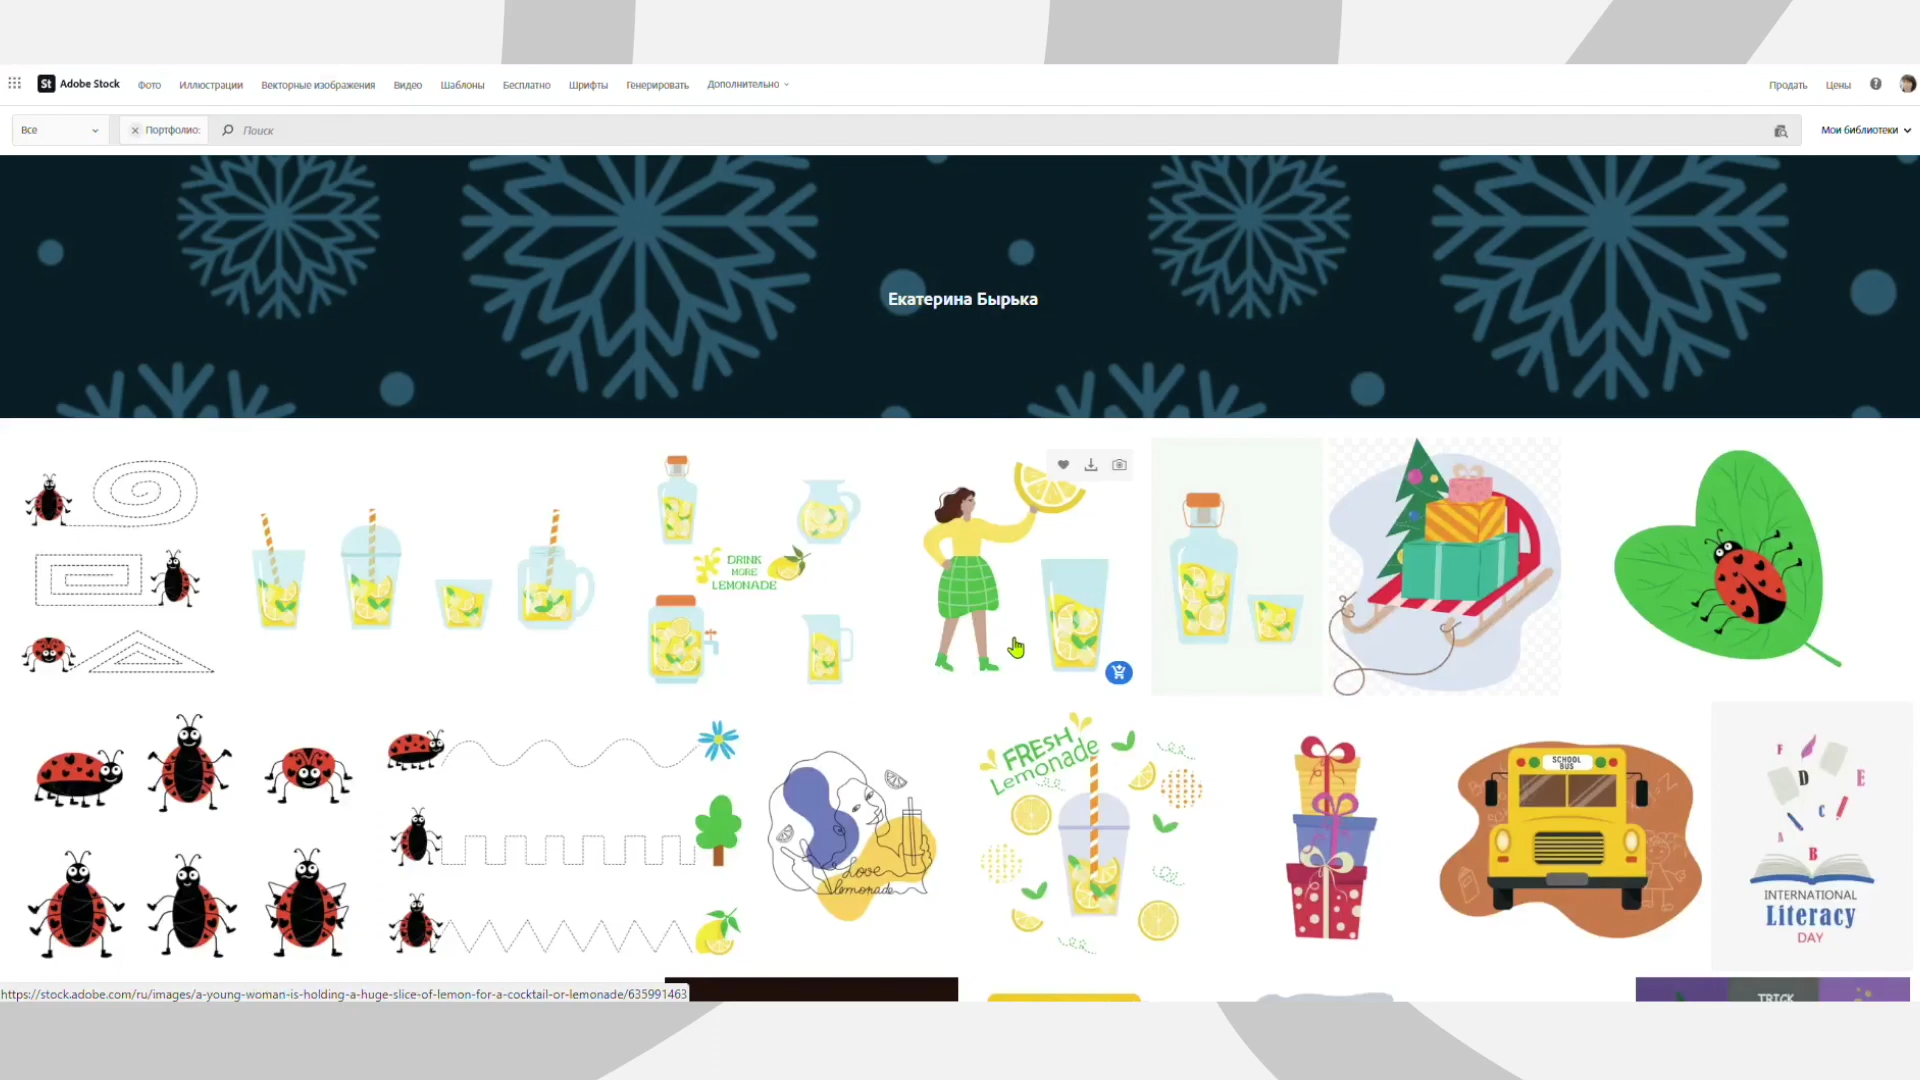 St Adobe Stock Фото Иллюстрации Векторные изображения Видео Шаблоны Бесплатно Шрифты Генерировать Дополнительно Продать Цены ?
Все × Портфолио: Поиск Мои библиотеки
Екатерина Бырька
DRINK
MORE
LEMONADE
FRESH
Lemonade
Love
lemonade
SCHOOL
BUS
F
D
E
C
A
B
INTERNATIONAL
Literacy
DAY
https://stock.adobe.com/ru/images/a-young-woman-is-holding-a-huge-slice-of-lemon-for-a-cocktail-or-lemonade/635991463
TRICK